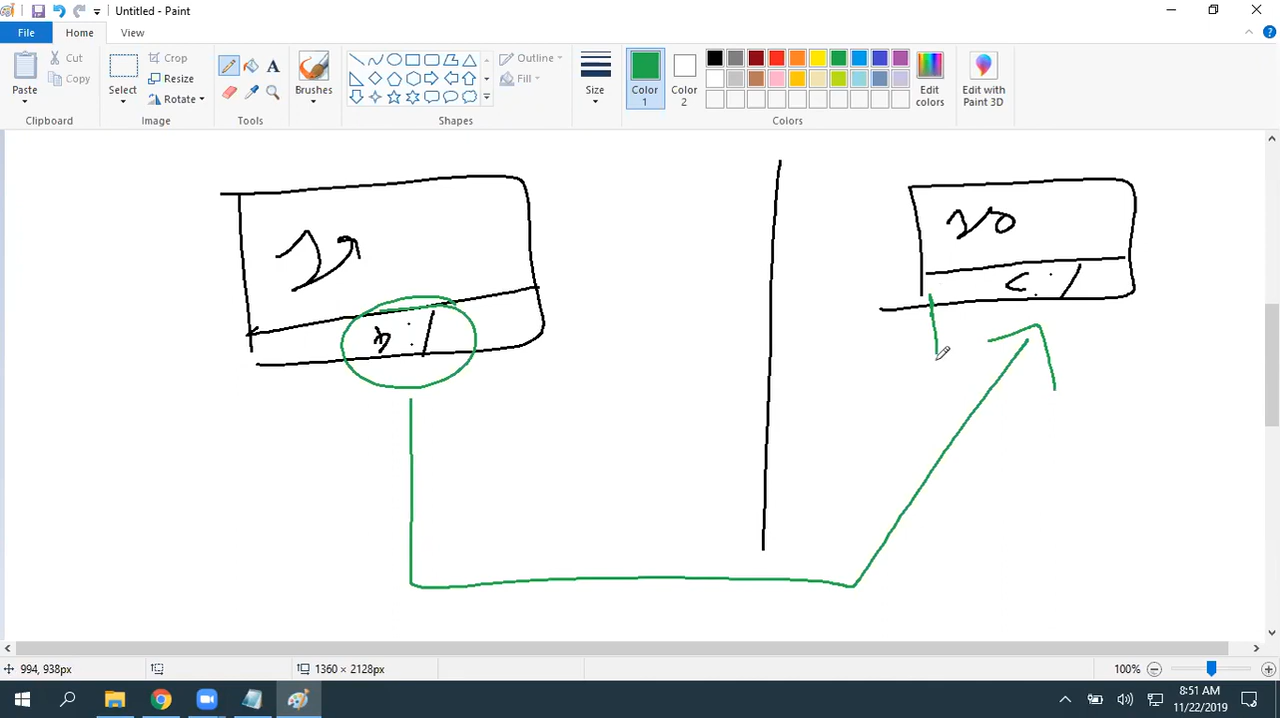 Untitled - Paint
File
Home
View
Paste
Cut
Copy
Clipboard
Select
Crop
Resize
Rotate
Image
Tools
Brushes
Outline
Fill
Shapes
Size
Color 1
Color 2
Edit colors
Edit with Paint 3D
Colors
c:/
994, 938px
1360 × 2128px
100%
8:51 AM
11/22/2019